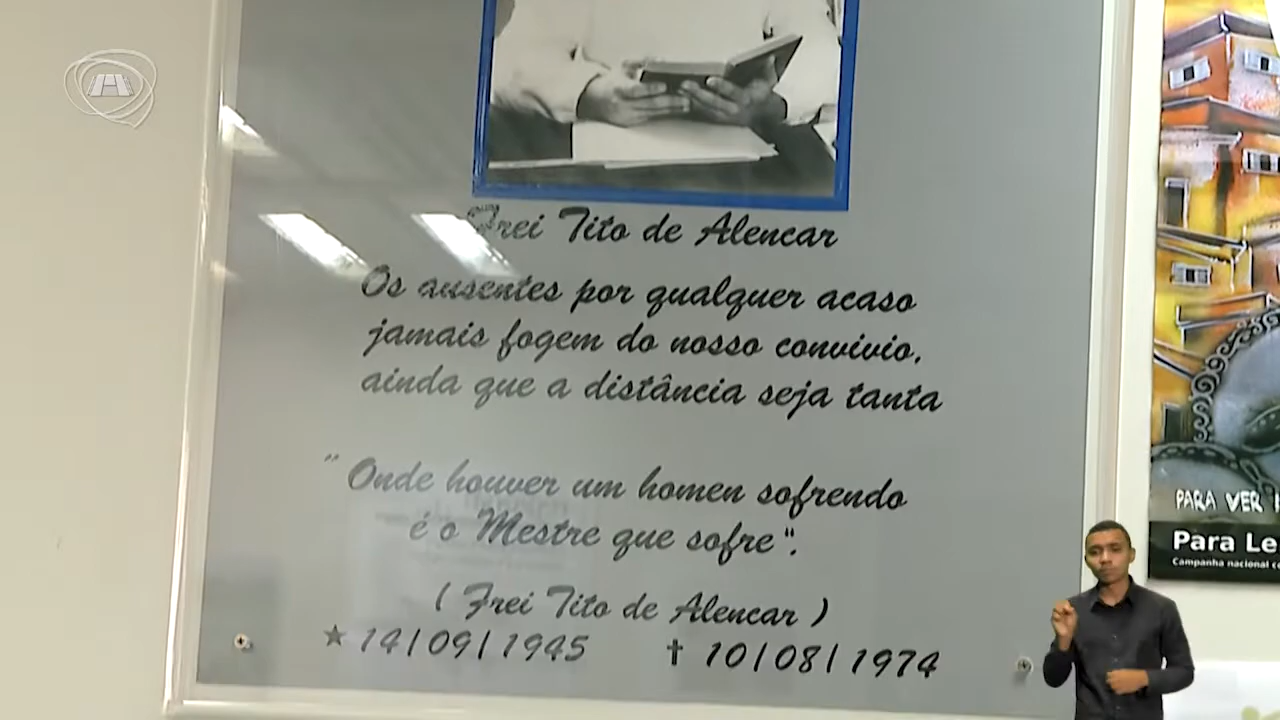 Frei Tito de Alencar
Os ausentes por qualquer acaso
jamais fogem do nosso convivio,
ainda que a distância seja tanta
"Onde houver um homen sofrendo
é o Mestre que sofre".
( Frei Tito de Alencar )
★ 14/09/1945 ✝ 10/08/1974
PARA VER
Para Le
Campanha nacional